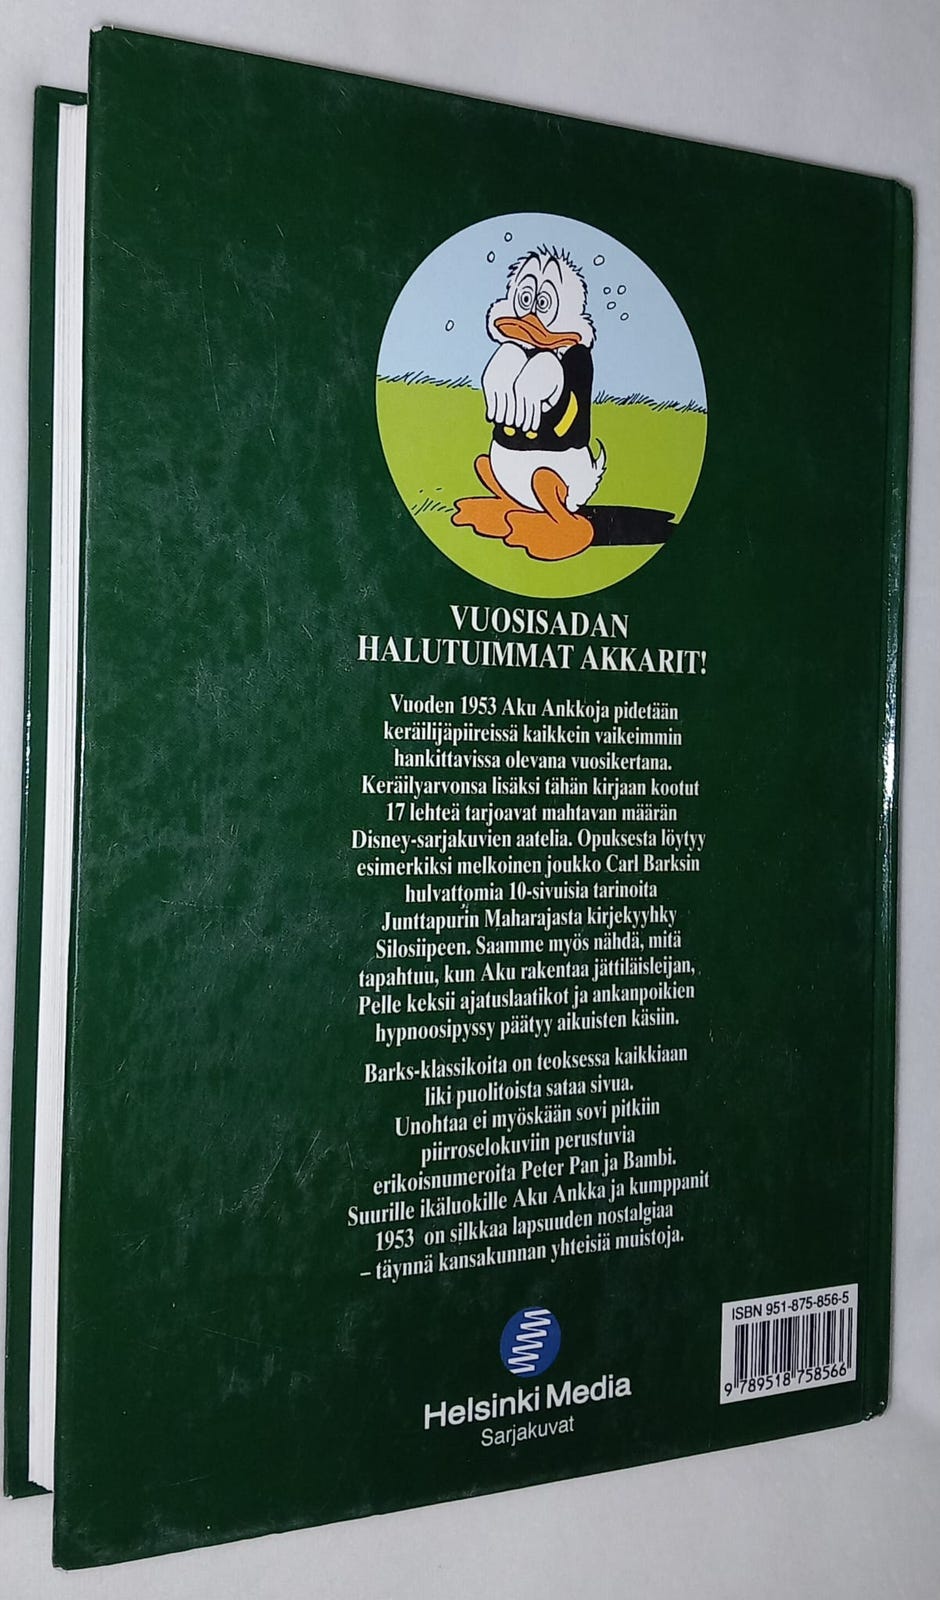 VUOSISADAN
HALUTUIMMAT AKKARIT!
Vuoden 1953 Aku Ankkoja pidetään
keräilijäpiireissä kaikkein vaikeimmin
hankittavissa olevana vuosikertana.
Keräilyarvonsa lisäksi tähän kirjaan kootut
17 lehteä tarjoavat mahtavan määrän
Disney-sarjakuvien aatelia. Opuksesta löytyy
esimerkiksi melkoinen joukko Carl Barksin
hulvattomia 10-sivuisia tarinoita
Junttapurin Maharajasta kirjekyyhky
Silosiipeen. Saamme myös nähdä, mitä
tapahtuu, kun Aku rakentaa jättiläisleijan,
Pelle keksii ajatuslaatikot ja ankanpoikien
hypnoosipyssy päätyy aikuisten käsiin.
Barks-klassikoita on teoksessa kaikkiaan
liki puolitoista sataa sivua.
Unohtaa ei myöskään sovi pitkiin
piirroselokuviin perustuvia
erikoisnumeroita Peter Pan ja Bambi.
Suurille ikäluokille Aku Ankka ja kumppanit
1953 on silkkaa lapsuuden nostalgiaa
– täynnä kansakunnan yhteisiä muistoja.
Helsinki Media
Sarjakuvat
ISBN 951-875-856-5
9 789518 758566